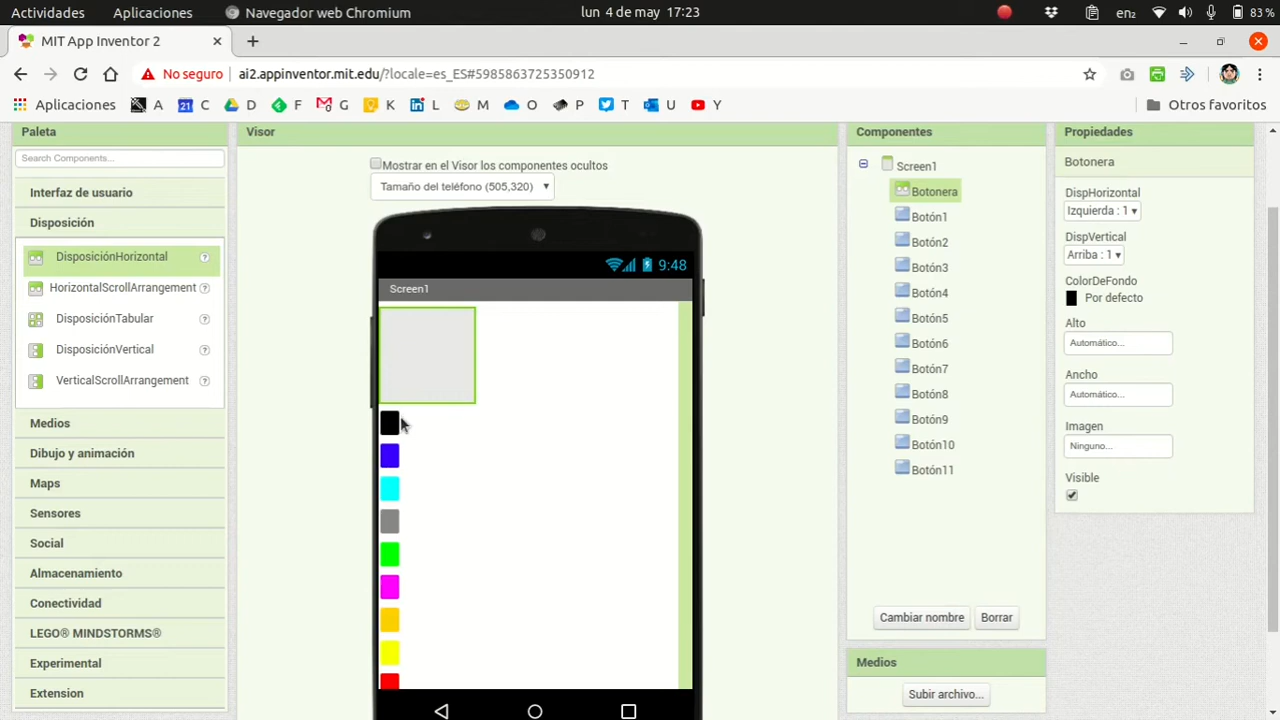 Actividades Aplicaciones Navegador web Chromium lun 4 de may 17:23 en₂ 83 %
MIT App Inventor 2
No seguro ai2.appinventor.mit.edu/?locale=es_ES#5985863725350912
Aplicaciones A C D F G K L M O P T U Y Otros favoritos
Paleta
Search Components...
Interfaz de usuario
Disposición
DisposiciónHorizontal ?
HorizontalScrollArrangement ?
DisposiciónTabular ?
DisposiciónVertical ?
VerticalScrollArrangement ?
Medios
Dibujo y animación
Maps
Sensores
Social
Almacenamiento
Conectividad
LEGO® MINDSTORMS®
Experimental
Extension
Visor
Mostrar en el Visor los componentes ocultos
Tamaño del teléfono (505,320)
9:48
Screen1
Componentes
Screen1
Botonera
Botón1
Botón2
Botón3
Botón4
Botón5
Botón6
Botón7
Botón8
Botón9
Botón10
Botón11
Cambiar nombre Borrar
Medios
Subir archivo...
Propiedades
Botonera
DispHorizontal
Izquierda : 1
DispVertical
Arriba : 1
ColorDeFondo
Por defecto
Alto
Automático...
Ancho
Automático...
Imagen
Ninguno...
Visible